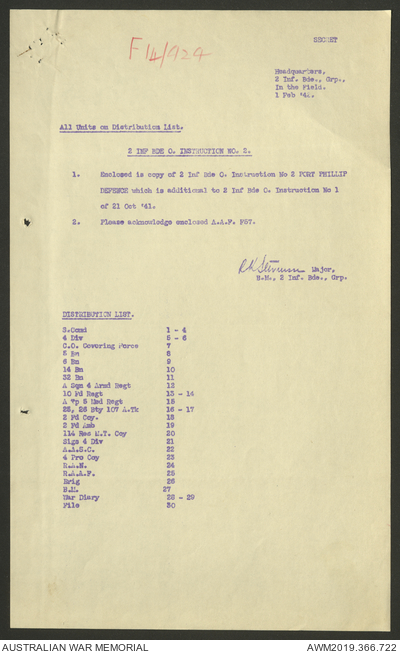 F14/929
SECRET
Headquarters,
2 Inf. Bde., Grp.,
In the Field.
1 Feb '42.
All Units on Distribution List.
2 INF BDE O. INSTRUCTION NO. 2.
1. Enclosed is copy of 2 Inf Bde O. Instruction No 2 PORT PHILLIP
DEFENCE which is additional to 2 Inf Bde O. Instruction No 1
of 21 Oct '41.
2. Please acknowledge enclosed A.A.F. F87.
Major,
B.M., 2 Inf. Bde., Grp.
DISTRIBUTION LIST.
S.Comd 1 - 4
4 Div 5 - 6
C.O. Covering Force 7
5 Bn 8
6 Bn 9
14 Bn 10
32 Bn 11
A Sqn 4 Armd Regt 12
10 Fd Regt 13 - 14
A Tp 5 Med Regt 15
25, 26 Bty 107 A.Tk 16 - 17
2 Fd Coy. 18
2 Fd Amb 19
114 Res M.T. Coy 20
Sigs 4 Div 21
A.A.S.C. 22
4 Pro Coy 23
R.A.N. 24
R.A.A.F. 25
Brig 26
B.M. 27
War Diary 28 - 29
File 30
AUSTRALIAN WAR MEMORIAL
AWM2019.366.722